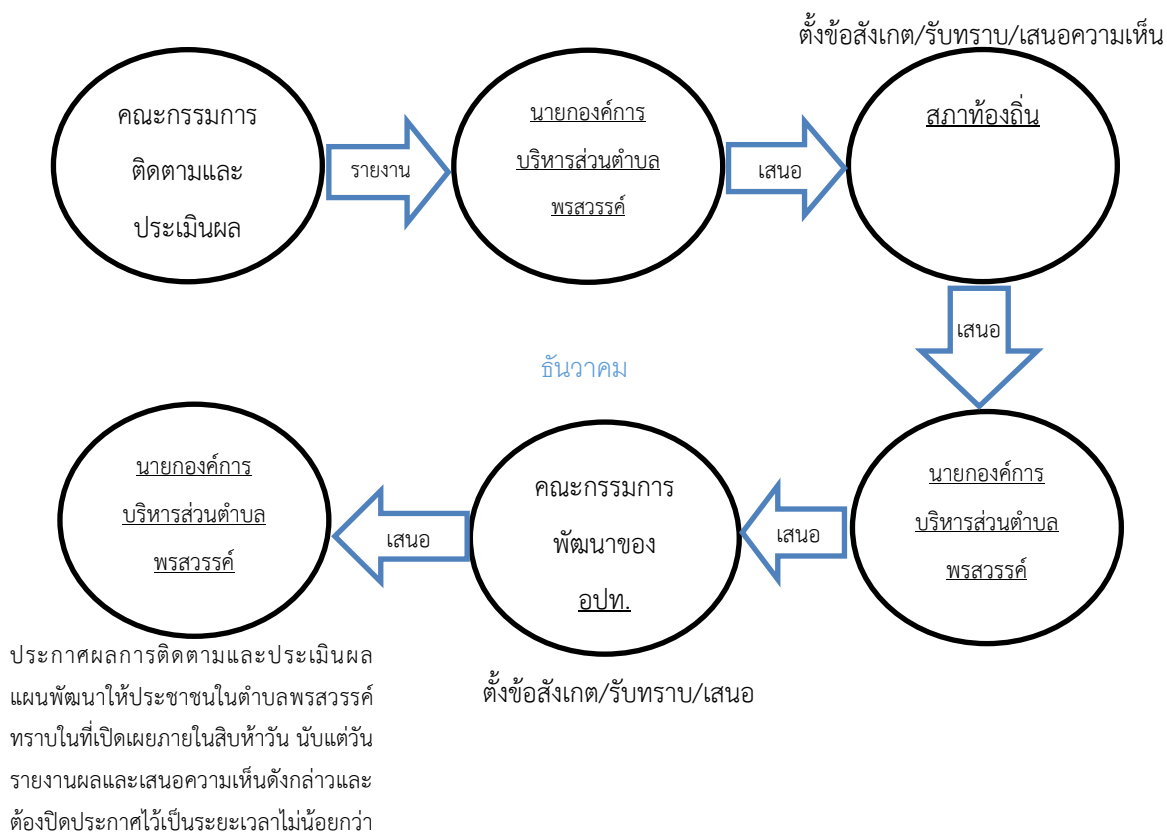 ตั้งข้อสังเกต/รับทราบ/เสนอความเห็น
คณะกรรมการ
ติดตามและ
ประเมินผล
รายงาน
นายกองค์การ
บริหารส่วนตำบล
พรสวรรค์
เสนอ
สภาท้องถิ่น
เสนอ
ธันวาคม
นายกองค์การ
บริหารส่วนตำบล
พรสวรรค์
เสนอ
คณะกรรมการ
พัฒนาของ
อปท.
ตั้งข้อสังเกต/รับทราบ/เสนอ
เสนอ
นายกองค์การ
บริหารส่วนตำบล
พรสวรรค์
ประกาศผลการติดตามและประเมินผล
แผนพัฒนาให้ประชาชนในตำบลพรสวรรค์
ทราบในที่เปิดเผยภายในสิบห้าวัน นับแต่วัน
รายงานผลและเสนอความเห็นดังกล่าวและ
ต้องปิดประกาศไว้เป็นระยะเวลาไม่น้อยกว่า